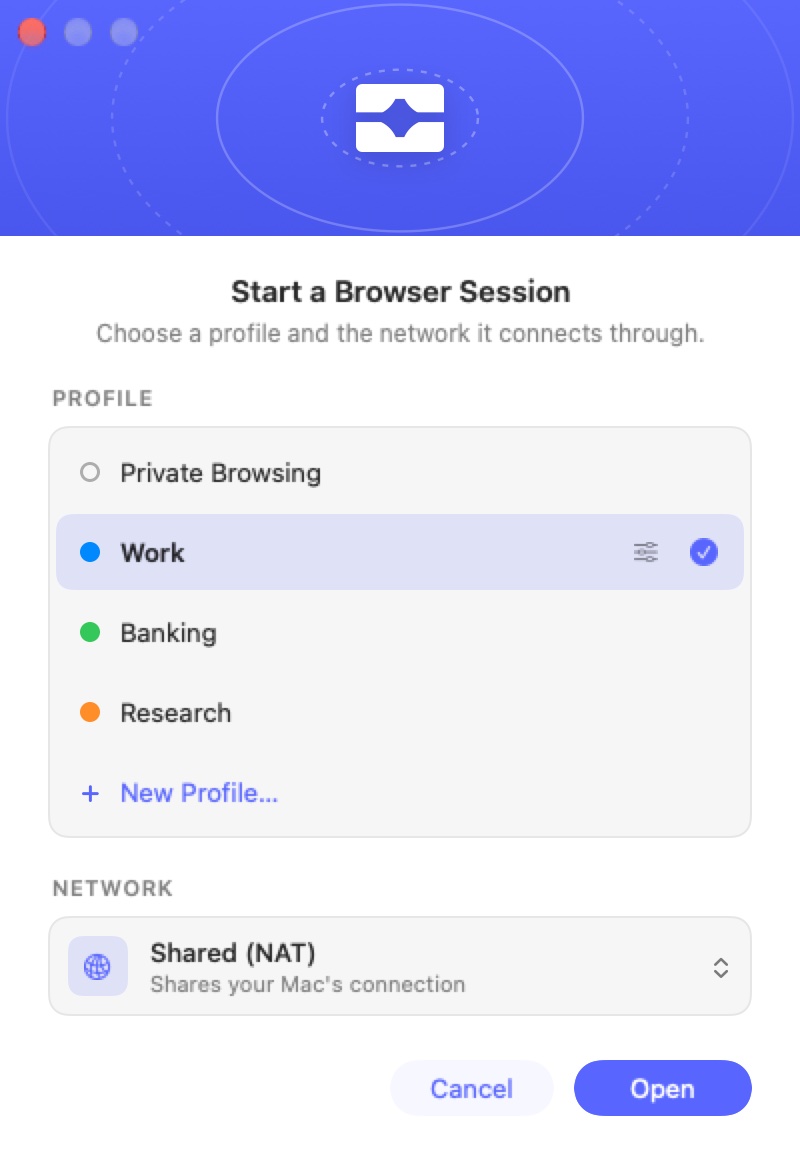 Start a Browser Session
Choose a profile and the network it connects through.
PROFILE
Private Browsing
Work
Banking
Research
+ New Profile...
NETWORK
Shared (NAT)
Shares your Mac's connection
Cancel
Open